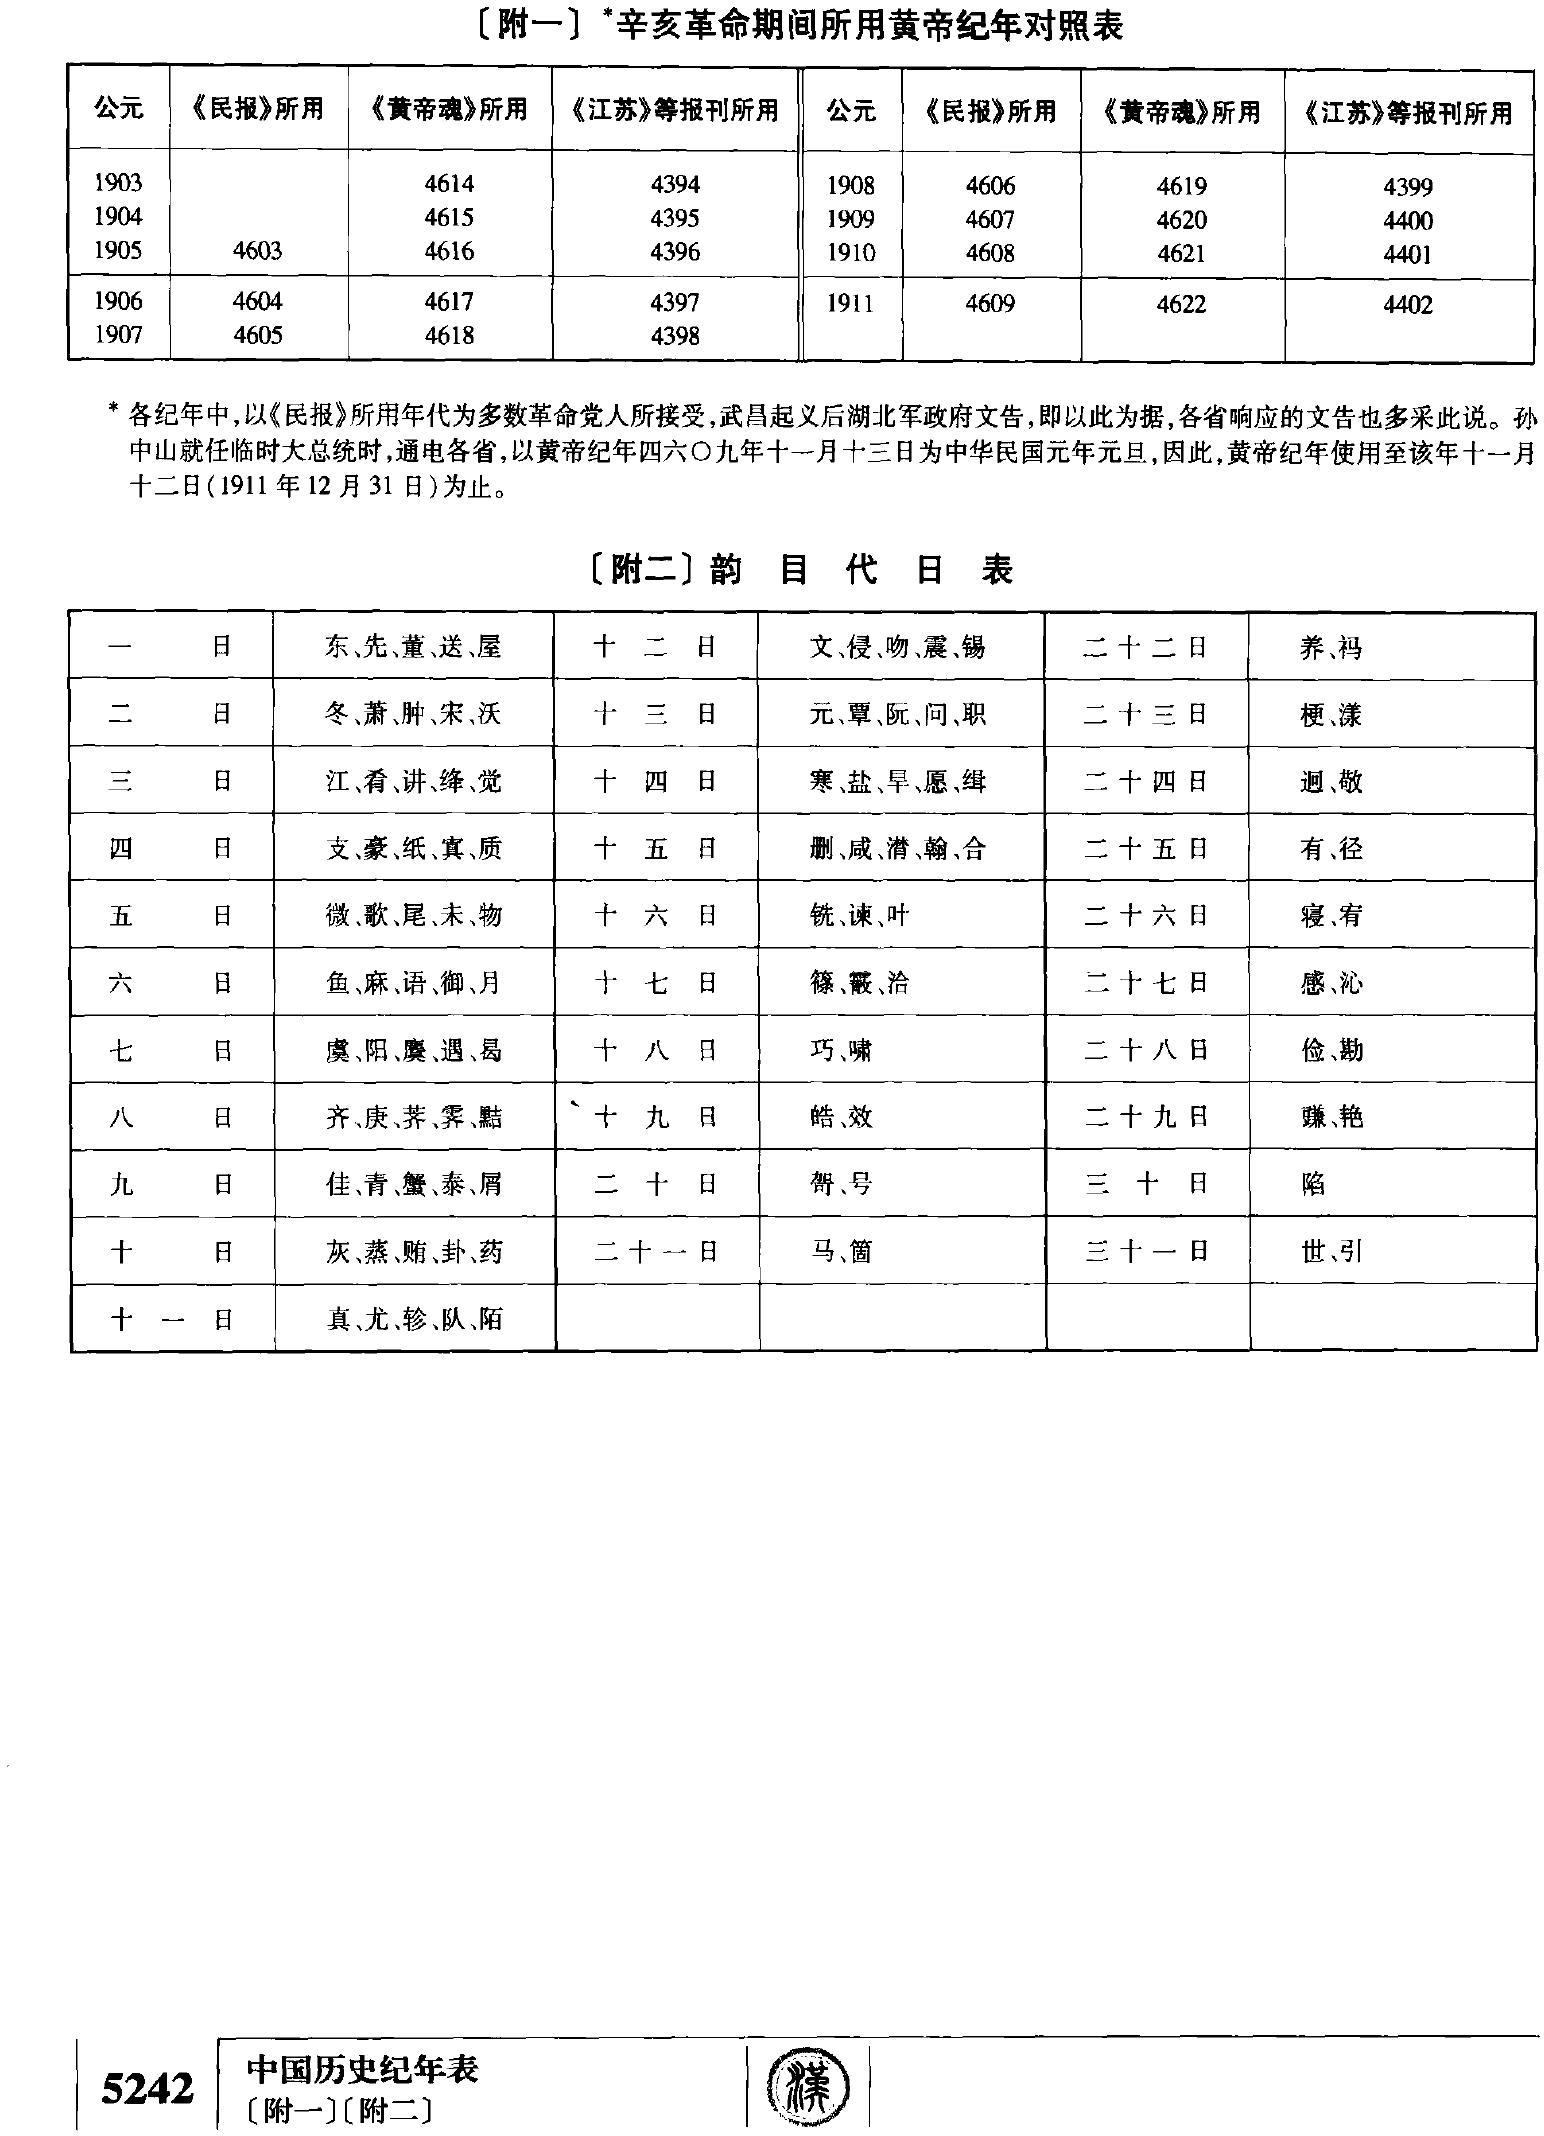 〔附一〕*辛亥革命期间所用黄帝纪年对照表
公元 《民报》所用 《黄帝魂》所用 《江苏》等报刊所用 公元 《民报》所用 《黄帝魂》所用 《江苏》等报刊所用
1903 4614 4394 1908 4606 4619 4399
1904 4615 4395 1909 4607 4620 4400
1905 4603 4616 4396 1910 4608 4621 4401
1906 4604 4617 4397 1911 4609 4622 4402
1907 4605 4618 4398
* 各纪年中,以《民报》所用年代为多数革命党人所接受,武昌起义后湖北军政府文告,即以此为据,各省响应的文告也多采此说。孙
中山就任临时大总统时,通电各省,以黄帝纪年四六〇九年十一月十三日为中华民国元年元旦,因此,黄帝纪年使用至该年十一月
十二日(1911 年 12 月 31 日)为止。
〔附二〕韵目代日表
一日 东、先、董、送、屋 十二日 文、侵、吻、震、锡 二十二日 养、祃
二日 冬、萧、肿、宋、沃 十三日 元、覃、阮、问、职 二十三日 梗、漾
三日 江、肴、讲、绛、觉 十四日 寒、盐、旱、愿、缉 二十四日 迥、敬
四日 支、豪、纸、寘、质 十五日 删、咸、潸、翰、合 二十五日 有、径
五日 微、歌、尾、未、物 十六日 铣、谏、叶 二十六日 寝、宥
六日 鱼、麻、语、御、月 十七日 篠、霰、洽 二十七日 感、沁
七日 虞、阳、麌、遇、曷 十八日 巧、啸 二十八日 俭、勘
八日 齐、庚、荠、霁、黠 十九日 皓、效 二十九日 豏、艳
九日 佳、青、蟹、泰、屑 二十日 哿、号 三十日 陷
十日 灰、蒸、贿、卦、药 二十一日 马、箇 三十一日 世、引
十一日 真、尤、轸、队、陌
5242 中国历史纪年表
〔附一〕〔附二〕
漢